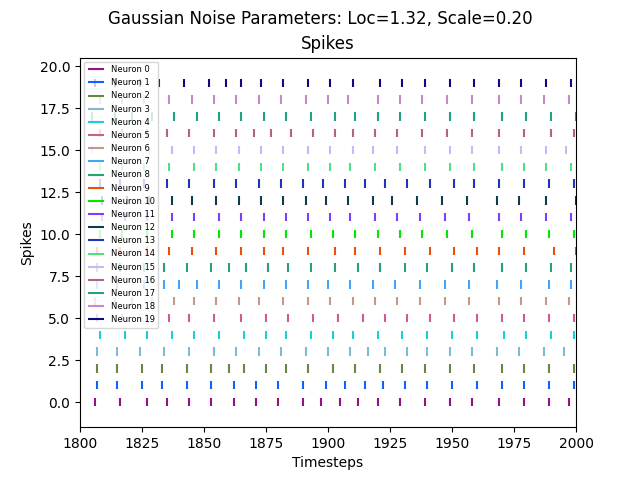 Gaussian Noise Parameters: Loc=1.32, Scale=0.20
Spikes
20.0
17.5
15.0
12.5
10.0
7.5
5.0
2.5
0.0
Spikes
Neuron 0
Neuron 1
Neuron 2
Neuron 3
Neuron 4
Neuron 5
Neuron 6
Neuron 7
Neuron 8
Neuron 9
Neuron 10
Neuron 11
Neuron 12
Neuron 13
Neuron 14
Neuron 15
Neuron 16
Neuron 17
Neuron 18
Neuron 19
1800 1825 1850 1875 1900 1925 1950 1975 2000
Timesteps